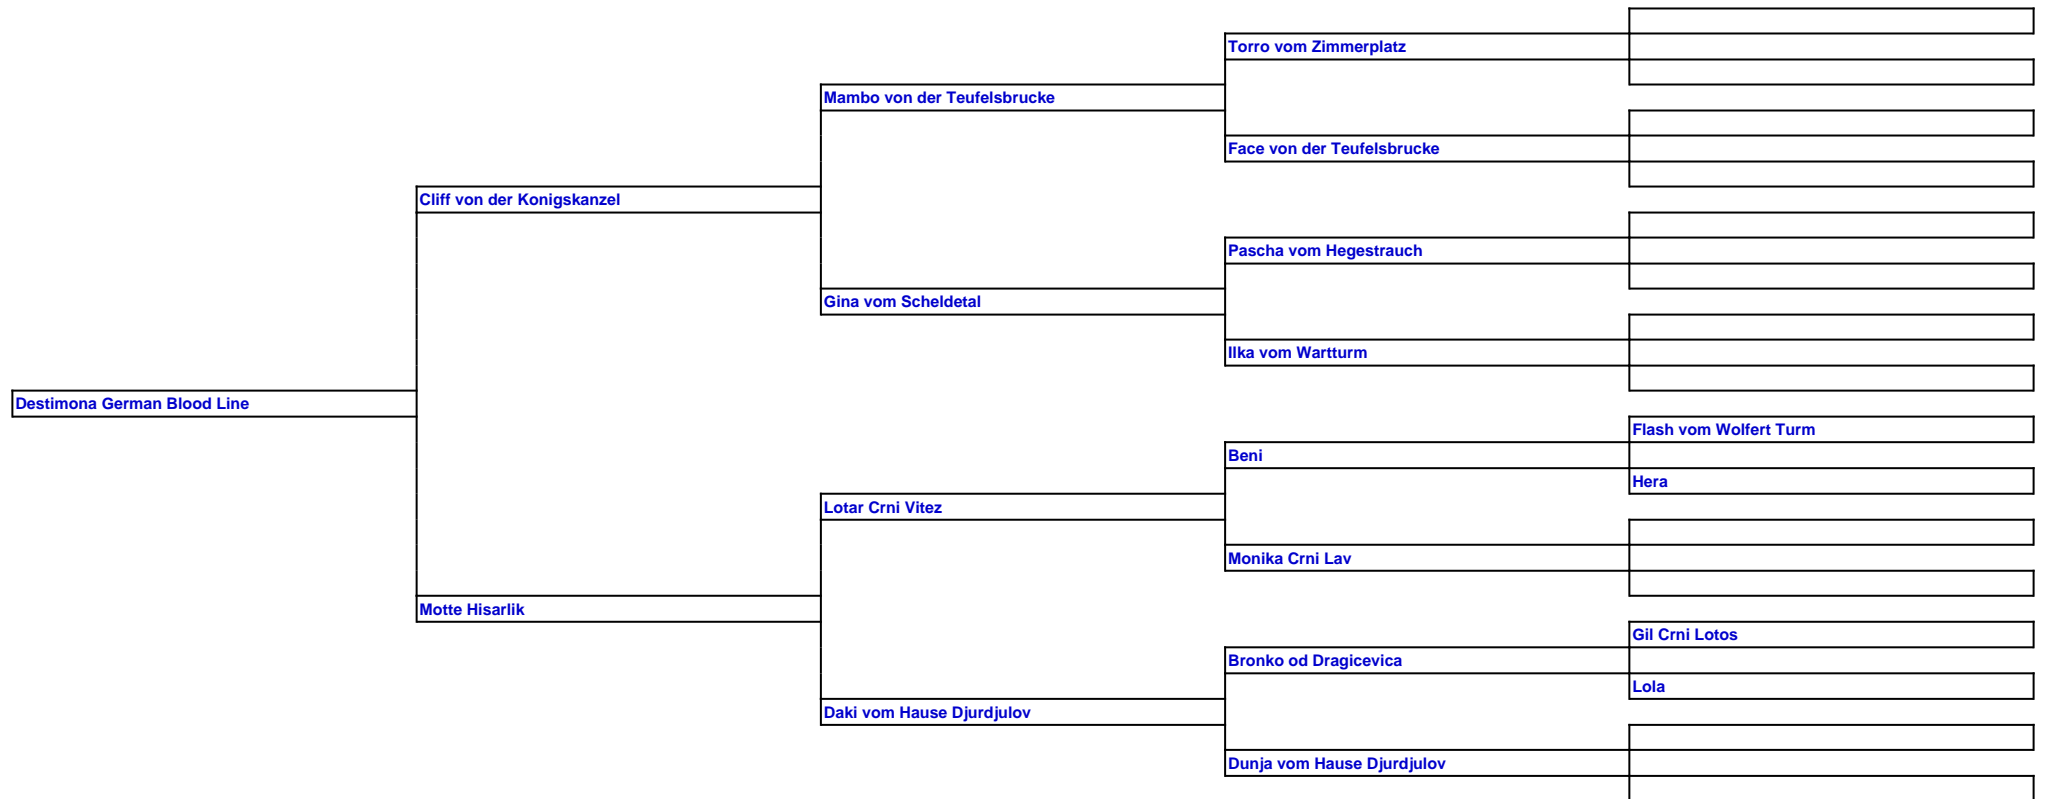 Torro vom Zimmerplatz
Mambo von der Teufelsbrucke
Face von der Teufelsbrucke
Cliff von der Konigskanzel
Pascha vom Hegestrauch
Gina vom Scheldetal
Ilka vom Wartturm
Destimona German Blood Line
Flash vom Wolfert Turm
Beni
Hera
Lotar Crni Vitez
Monika Crni Lav
Motte Hisarlik
Gil Crni Lotos
Bronko od Dragicevica
Lola
Daki vom Hause Djurdjulov
Dunja vom Hause Djurdjulov